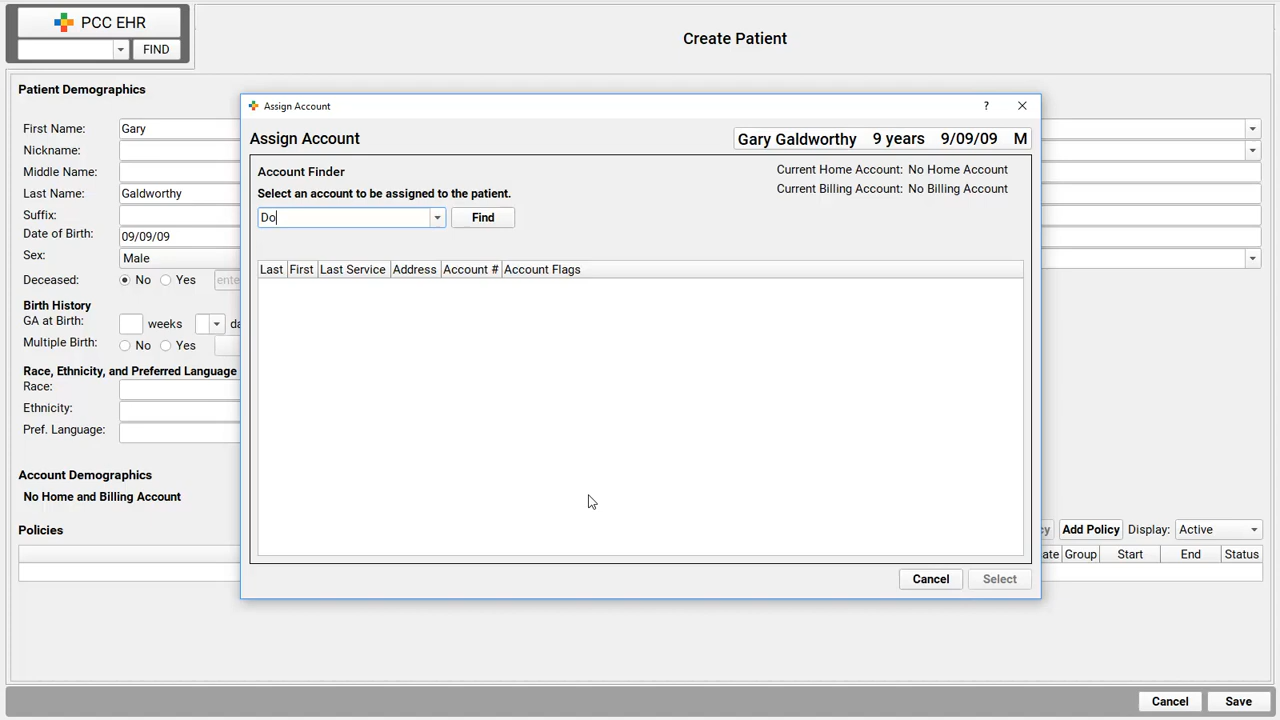 PCC EHR
FIND
Create Patient
Patient Demographics
First Name: Gary
Nickname:
Middle Name:
Last Name: Galdworthy
Suffix:
Date of Birth: 09/09/09
Sex: Male
Deceased: No Yes
Birth History
GA at Birth: weeks
Multiple Birth: No Yes
Race, Ethnicity, and Preferred Language
Race:
Ethnicity:
Pref. Language:
Account Demographics
No Home and Billing Account
Policies
Assign Account
?
Assign Account
Gary Galdworthy 9 years 9/09/09 M
Account Finder
Current Home Account: No Home Account
Select an account to be assigned to the patient.
Current Billing Account: No Billing Account
Do Find
Last First Last Service Address Account # Account Flags
Cancel Select
Add Policy Display: Active
Group Start End Status
Cancel Save